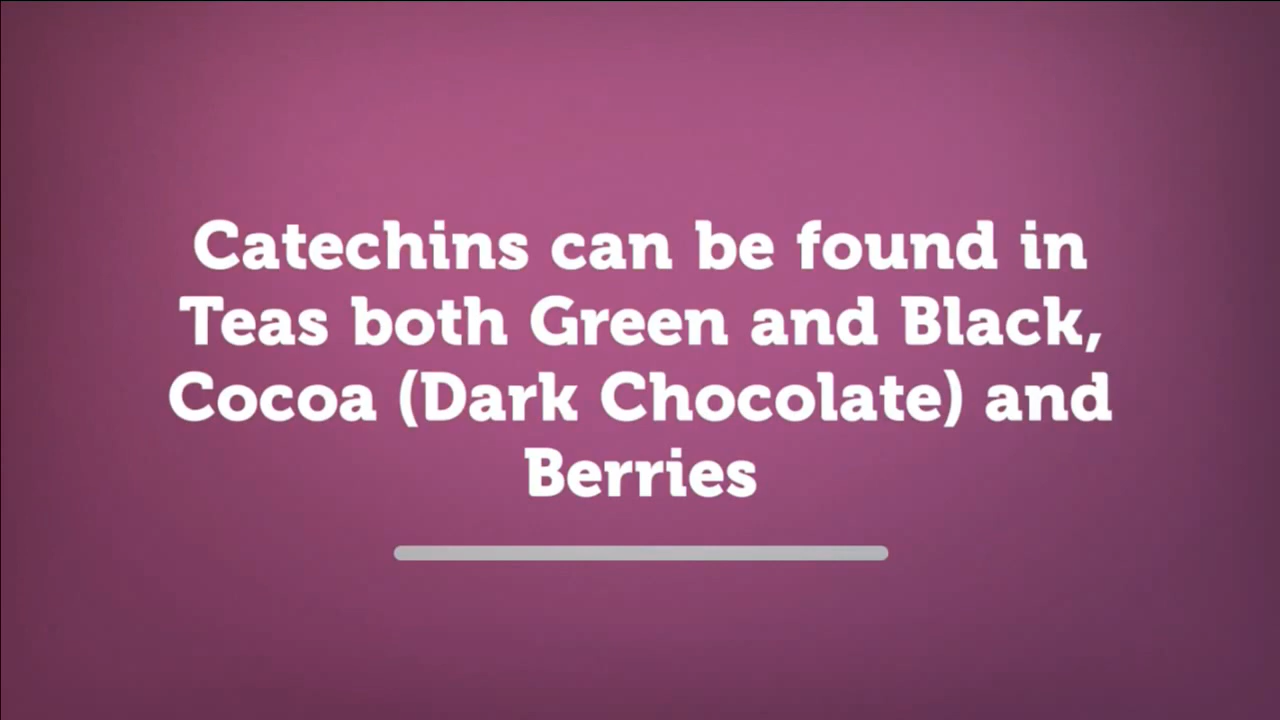 Catechins can be found in
Teas both Green and Black,
Cocoa (Dark Chocolate) and
Berries